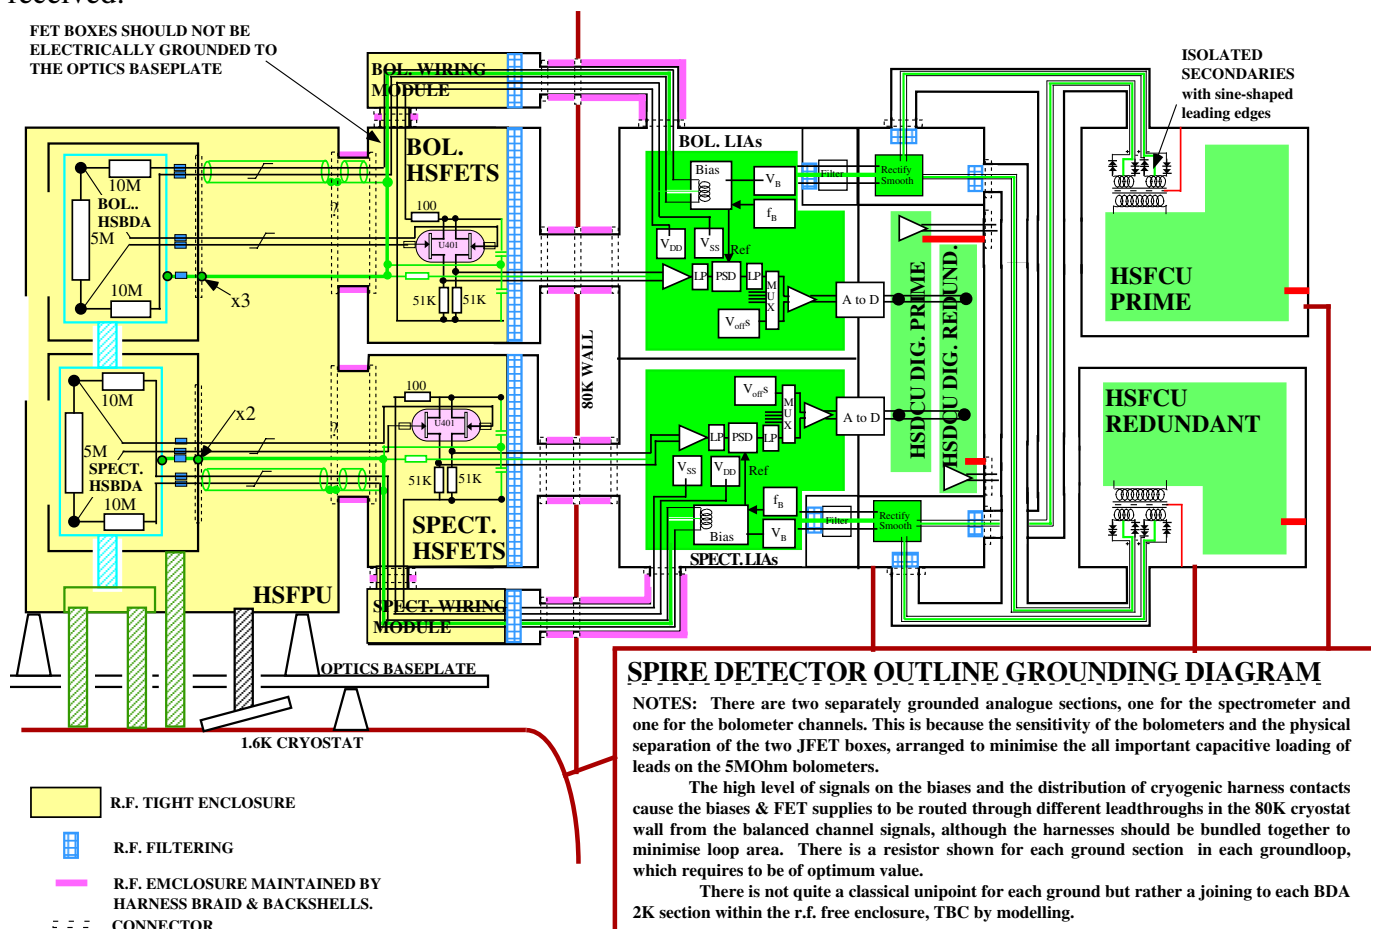 received.
FET BOXES SHOULD NOT BE
ELECTRICALLY GROUNDED TO
THE OPTICS BASEPLATE
BOL. WIRING
MODULE
ISOLATED
SECONDARIES
with sine-shaped
leading edges
BOL.
HSFETS
BOL. LIAs
10M
BOL..
HSBDA
5M
10M
x3
100
U401
51K
51K
Bias
VB
fB
VDD
VSS
Ref
LP
PSD
LP
MUX
Voffs
A to D
Filter
Rectify
Smooth
HSDCU DIG. PRIME
HSDCU DIG. REDUND.
HSFCU
PRIME
80K WALL
10M
5M
SPECT.
HSBDA
10M
x2
100
U401
51K
51K
SPECT.
HSFETS
Voffs
MUX
LP
PSD
LP
A to D
VSS
VDD
Ref
fB
Bias
VB
Filter
Rectify
Smooth
SPECT. LIAs
HSFCU
REDUNDANT
HSFPU
SPECT. WIRING
MODULE
OPTICS BASEPLATE
1.6K CRYOSTAT
R.F. TIGHT ENCLOSURE
R.F. FILTERING
R.F. EMCLOSURE MAINTAINED BY
HARNESS BRAID & BACKSHELLS.
CONNECTOR
SPIRE DETECTOR OUTLINE GROUNDING DIAGRAM
NOTES: There are two separately grounded analogue sections, one for the spectrometer and
one for the bolometer channels. This is because the sensitivity of the bolometers and the physical
separation of the two JFET boxes, arranged to minimise the all important capacitive loading of
leads on the 5MOhm bolometers.
The high level of signals on the biases and the distribution of cryogenic harness contacts
cause the biases & FET supplies to be routed through different leadthroughs in the 80K cryostat
wall from the balanced channel signals, although the harnesses should be bundled together to
minimise loop area. There is a resistor shown for each ground section in each groundloop,
which requires to be of optimum value.
There is not quite a classical unipoint for each ground but rather a joining to each BDA
2K section within the r.f. free enclosure, TBC by modelling.